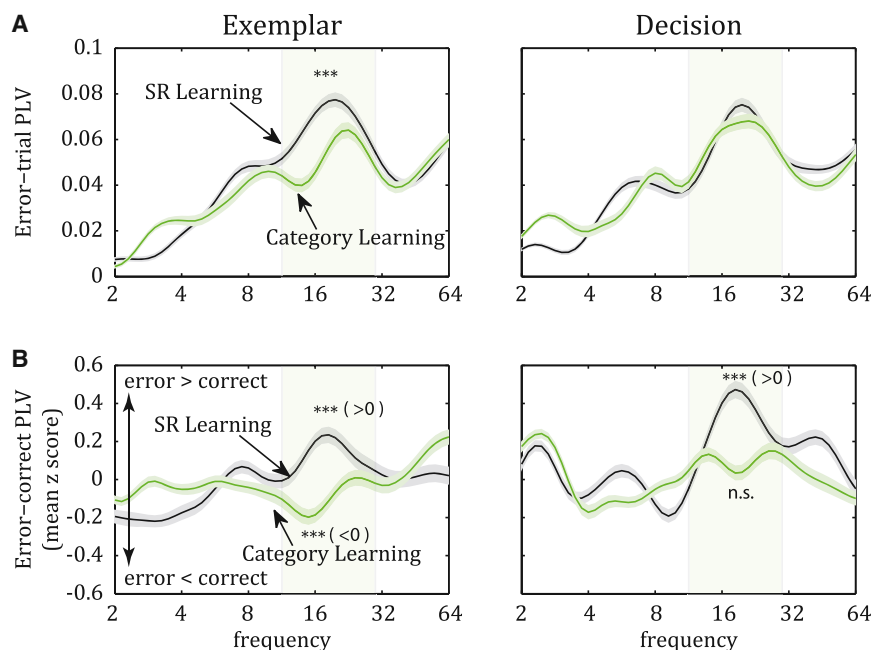 A
Exemplar
Decision
Error-trial PLV
0.1
0.08
0.06
0.04
0.02
0
SR Learning
***
Category Learning
2 4 8 16 32 64
2 4 8 16 32 64
B
Error-correct PLV
(mean z score)
0.6
0.4
0.2
0
-0.2
-0.4
-0.6
error > correct
SR Learning
*** (>0)
*** (<0)
Category Learning
error < correct
*** (>0)
n.s.
2 4 8 16 32 64
2 4 8 16 32 64
frequency
frequency